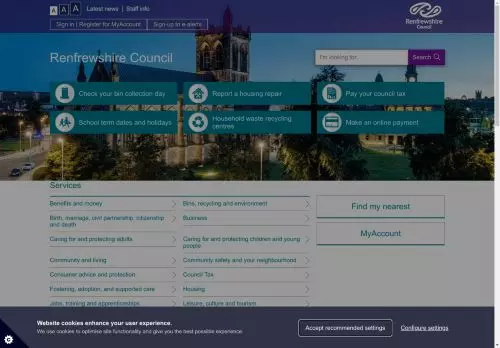 A A A Latest news | Staff info
Sign in | Register for MyAccount Sign-up to e-alerts
Renfrewshire
Council
Renfrewshire Council
I'm looking for.. Search
Check your bin collection day
Report a housing repair
Pay your council tax
School term dates and holidays
Household waste recycling
centres
Make an online payment
Services
Benefits and money
Bins, recycling and environment
Find my nearest
Birth, marriage, civil partnership, citizenship
and death
Business
MyAccount
Caring for and protecting adults
Caring for and protecting children and young
people
Community and living
Community safety and your neighbourhood
Consumer advice and protection
Council Tax
Fostering, adoption, and supported care
Housing
Jobs, training and apprenticeships
Leisure, culture and tourism
Website cookies enhance your user experience.
We use cookies to optimise site functionality and give you the best possible experience.
Accept recommended settings
Configure settings